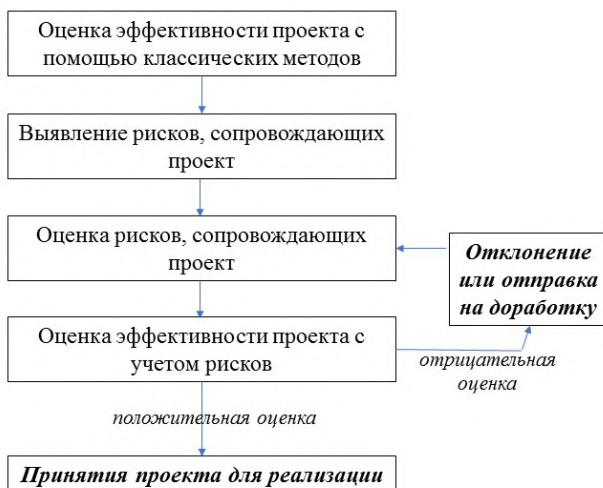 Оценка эффективности проекта с
помощью классических методов
Выявление рисков, сопровождающих
проект
Оценка рисков, сопровождающих
проект
Отклонение
или отправка
на доработку
Оценка эффективности проекта с
учетом рисков
отрицательная
оценка
положительная оценка
Принятия проекта для реализации